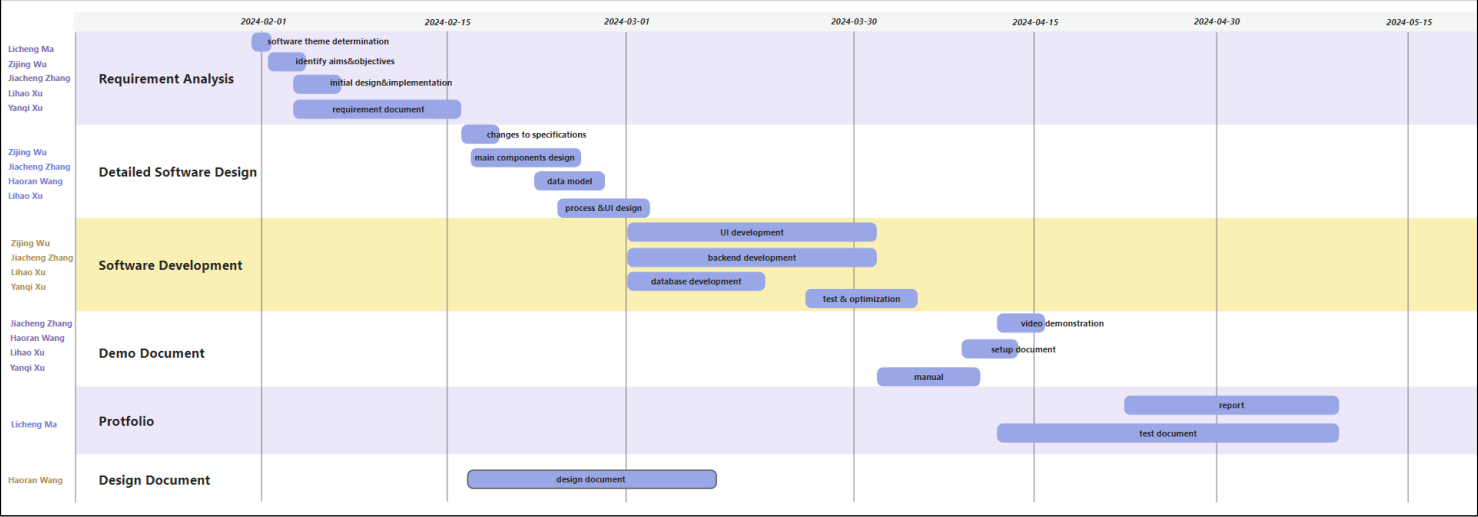 2024-02-01 2024-02-15 2024-03-01 2024-03-30 2024-04-15 2024-04-30 2024-05-15
Licheng Ma
Zijing Wu
Jiacheng Zhang
Lihao Xu
Yanqi Xu
Requirement Analysis
software theme determination
identify aims&objectives
initial design&implementation
requirement document
Zijing Wu
Jiacheng Zhang
Haoran Wang
Lihao Xu
Detailed Software Design
changes to specifications
main components design
data model
process &UI design
Zijing Wu
Jiacheng Zhang
Lihao Xu
Yanqi Xu
Software Development
UI development
backend development
database development
test & optimization
Jiacheng Zhang
Haoran Wang
Lihao Xu
Yanqi Xu
Demo Document
video demonstration
setup document
manual
Licheng Ma
Protfolio
report
test document
Haoran Wang
Design Document
design document